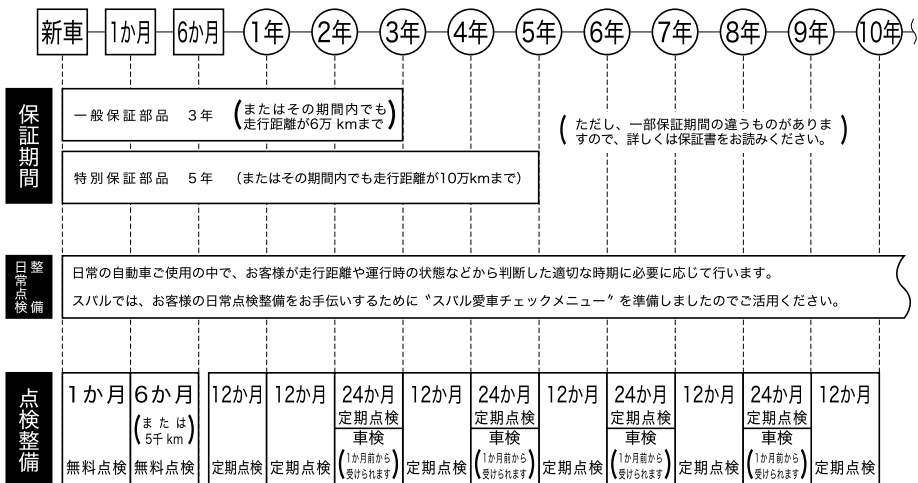 新車 1か月 6か月 1年 2年 3年 4年 5年 6年 7年 8年 9年 10年
保証期間
一般保証部品 3年 (またはその期間内でも
走行距離が6万 kmまで)
(ただし、一部保証期間の違うものがありま
すので、詳しくは保証書をお読みください。)
特別保証部品 5年 (またはその期間内でも走行距離が10万kmまで)
日常点検
整備
日常の自動車ご使用の中で、お客様が走行距離や運行時の状態などから判断した適切な時期に必要に応じて行います。
スバルでは、お客様の日常点検整備をお手伝いするために〝スバル愛車チェックメニュー〞を準備しましたのでご活用ください。
点検整備
1か月
無料点検
6か月
(または
5千 km)
無料点検
12か月
定期点検
12か月
定期点検
24か月
定期点検
車検
(1か月前から
受けられます)
12か月
定期点検
24か月
定期点検
車検
(1か月前から
受けられます)
12か月
定期点検
24か月
定期点検
車検
(1か月前から
受けられます)
12か月
定期点検
24か月
定期点検
車検
(1か月前から
受けられます)
12か月
定期点検